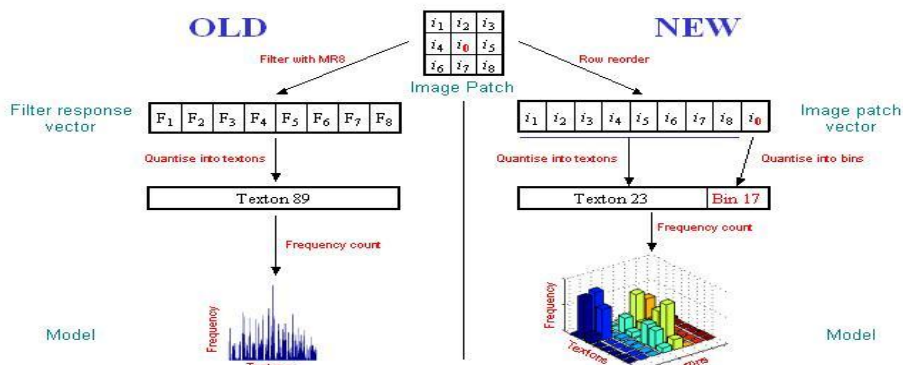 OLD
NEW
i1 i2 i3
i4 i0 i5
i6 i7 i8
Image Patch
Filter with MR8
Row reorder
Filter response vector
F1 F2 F3 F4 F5 F6 F7 F8
i1 i2 i3 i4 i5 i6 i7 i8 i0
Image patch vector
Quantise into textons
Quantise into textons
Quantise into bins
Texton 89
Texton 23
Bin 17
Frequency count
Frequency count
Model
Frequency
Frequency
Textons
Model